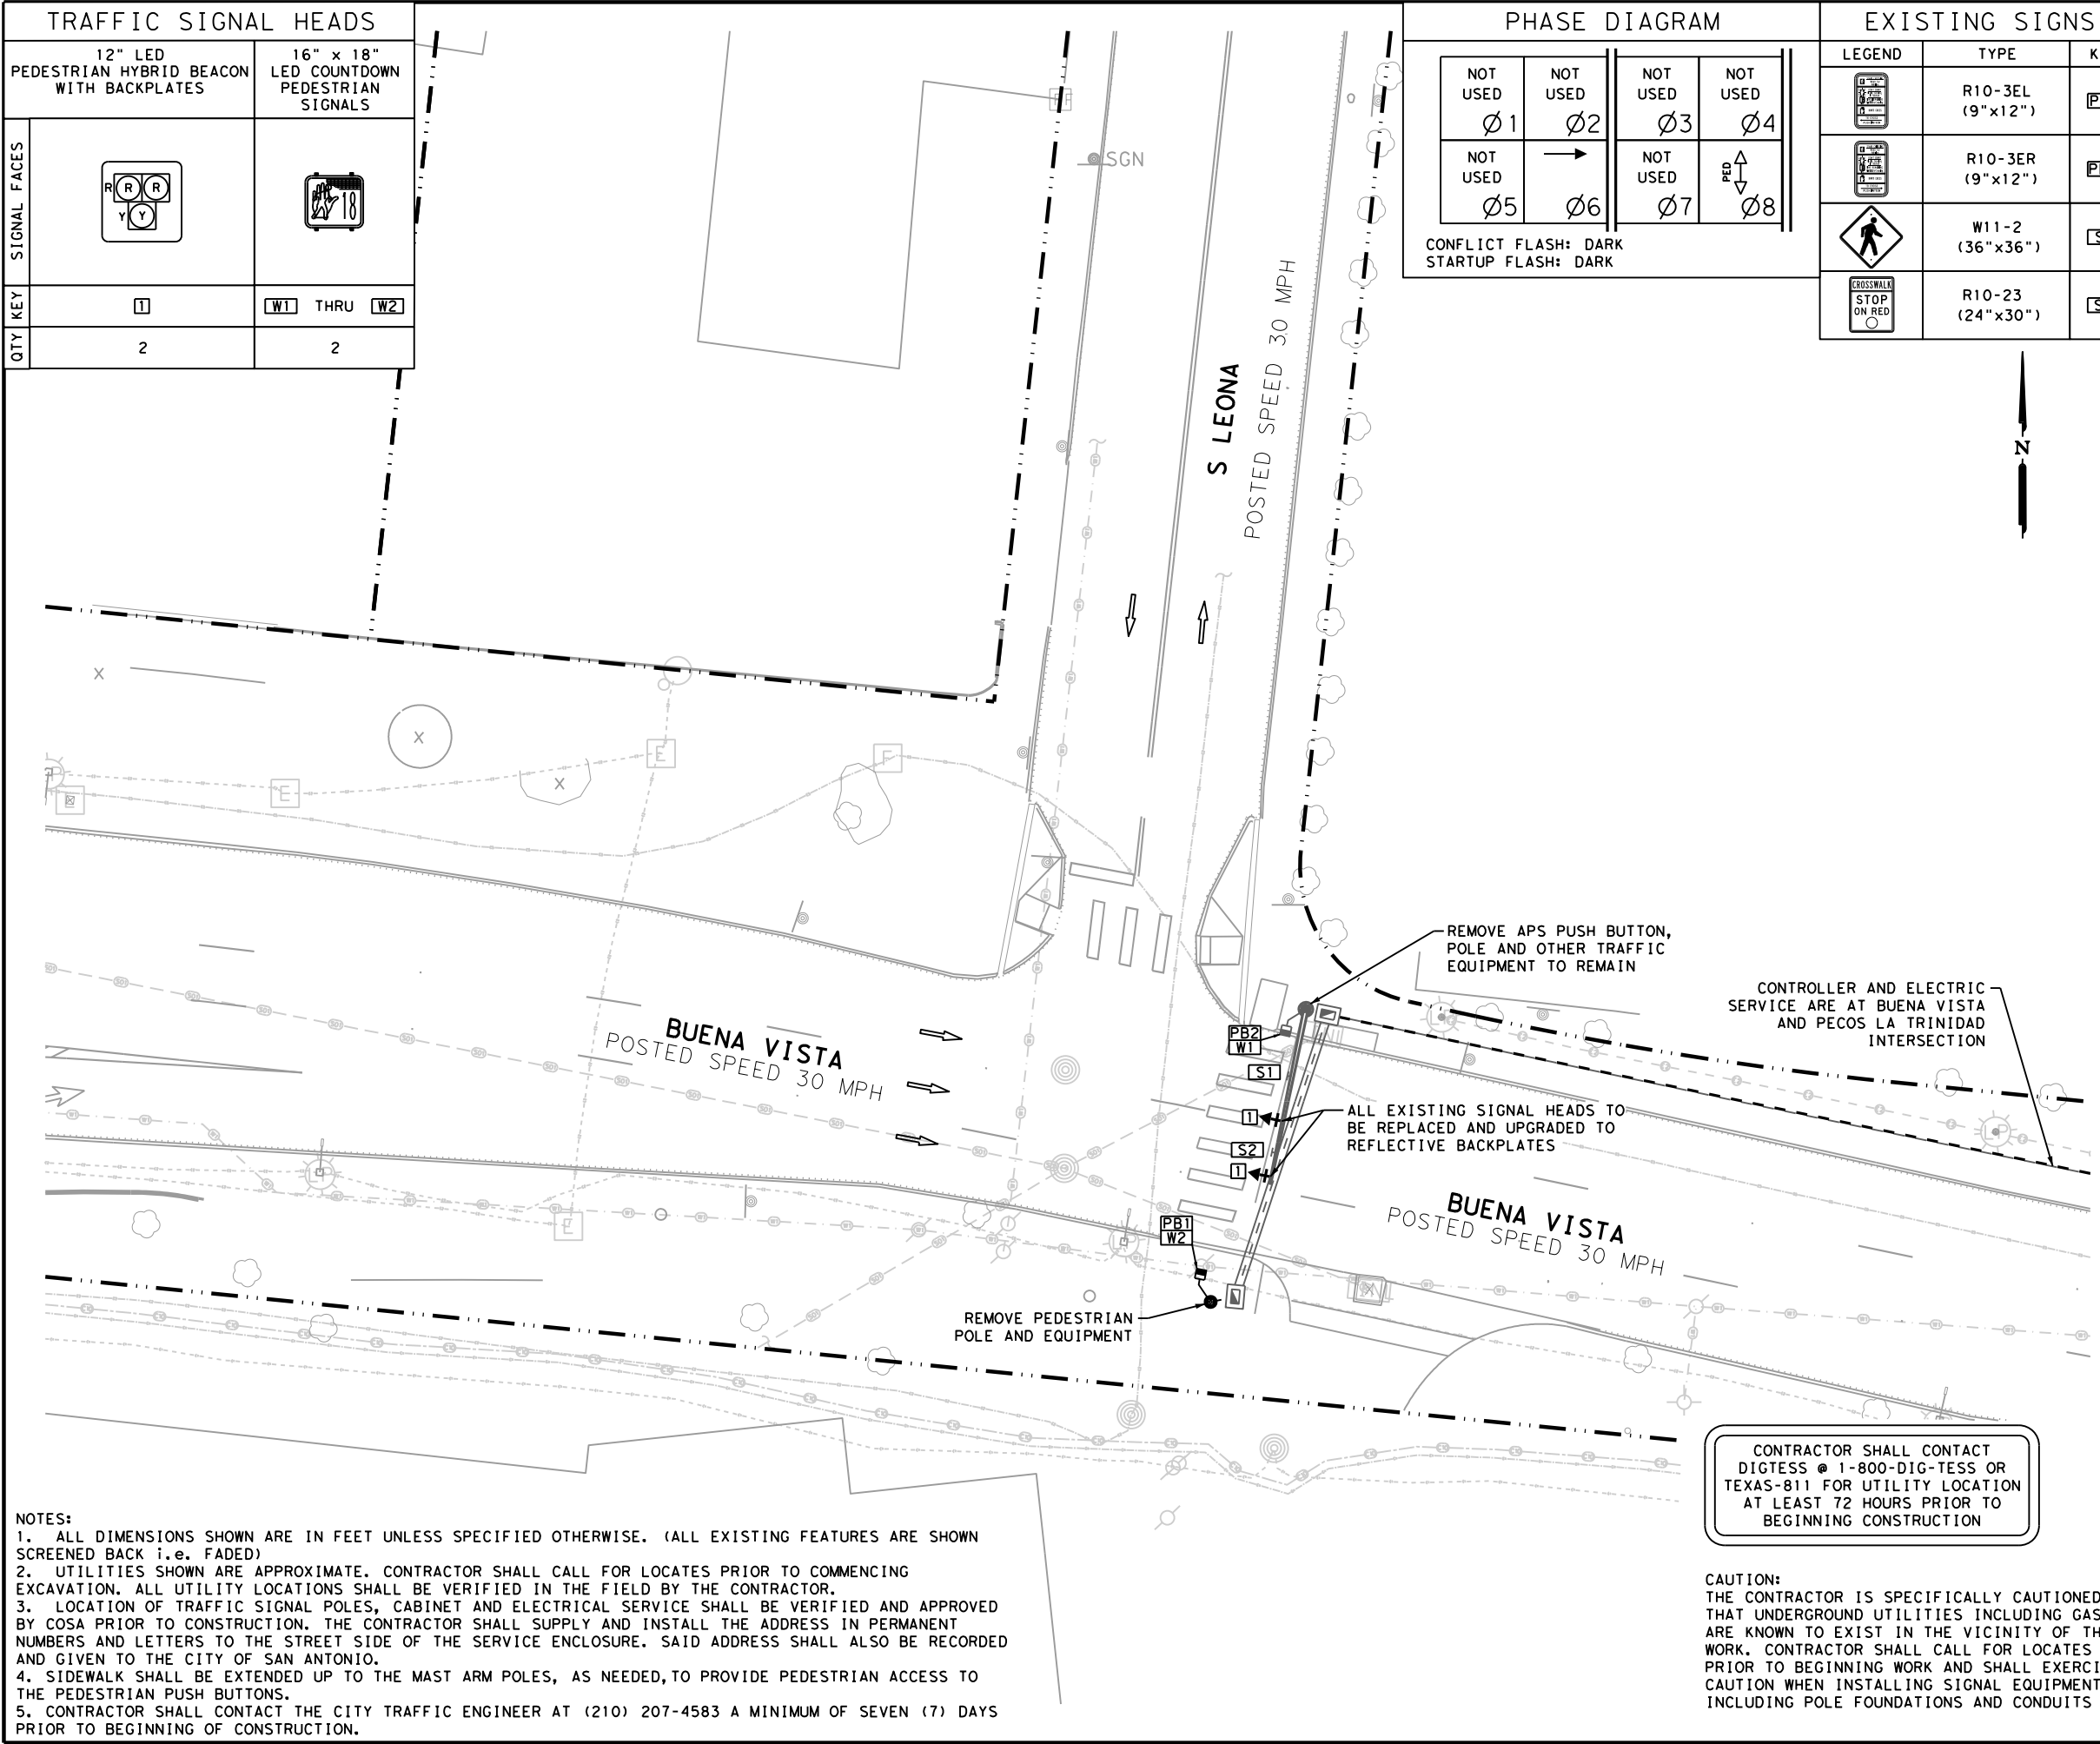 TRAFFIC SIGNAL HEADS
12" LED
PEDESTRIAN HYBRID BEACON
WITH BACKPLATES
16" x 18"
LED COUNTDOWN
PEDESTRIAN
SIGNALS
SIGNAL FACES
R R R
Y Y
18
KEY
1
W1 THRU W2
QTY
2
2
PHASE DIAGRAM
NOT
USED
Ø1
NOT
USED
Ø2
NOT
USED
Ø3
NOT
USED
Ø4
NOT
USED
Ø5
Ø6
NOT
USED
Ø7
PED
Ø8
CONFLICT FLASH: DARK
STARTUP FLASH: DARK
EXISTING SIGNS
LEGEND TYPE K
R10-3EL
(9"x12")
P
R10-3ER
(9"x12")
P
W11-2
(36"x36")
S
CROSSWALK
STOP
ON RED
R10-23
(24"x30")
S
N
SGN
S LEONA
POSTED SPEED 30 MPH
X
X
X
E
E
E
E
REMOVE APS PUSH BUTTON,
POLE AND OTHER TRAFFIC
EQUIPMENT TO REMAIN
CONTROLLER AND ELECTRIC
SERVICE ARE AT BUENA VISTA
AND PECOS LA TRINIDAD
INTERSECTION
BUENA VISTA
POSTED SPEED 30 MPH
PB2
W1
S1
1
S2
1
ALL EXISTING SIGNAL HEADS TO
BE REPLACED AND UPGRADED TO
REFLECTIVE BACKPLATES
PB1
W2
BUENA VISTA
POSTED SPEED 30 MPH
REMOVE PEDESTRIAN
POLE AND EQUIPMENT
CONTRACTOR SHALL CONTACT
DIGTESS @ 1-800-DIG-TESS OR
TEXAS-811 FOR UTILITY LOCATION
AT LEAST 72 HOURS PRIOR TO
BEGINNING CONSTRUCTION
NOTES:
1. ALL DIMENSIONS SHOWN ARE IN FEET UNLESS SPECIFIED OTHERWISE. (ALL EXISTING FEATURES ARE SHOWN
SCREENED BACK i.e. FADED)
2. UTILITIES SHOWN ARE APPROXIMATE. CONTRACTOR SHALL CALL FOR LOCATES PRIOR TO COMMENCING
EXCAVATION. ALL UTILITY LOCATIONS SHALL BE VERIFIED IN THE FIELD BY THE CONTRACTOR.
3. LOCATION OF TRAFFIC SIGNAL POLES, CABINET AND ELECTRICAL SERVICE SHALL BE VERIFIED AND APPROVED
BY COSA PRIOR TO CONSTRUCTION. THE CONTRACTOR SHALL SUPPLY AND INSTALL THE ADDRESS IN PERMANENT
NUMBERS AND LETTERS TO THE STREET SIDE OF THE SERVICE ENCLOSURE. SAID ADDRESS SHALL ALSO BE RECORDED
AND GIVEN TO THE CITY OF SAN ANTONIO.
4. SIDEWALK SHALL BE EXTENDED UP TO THE MAST ARM POLES, AS NEEDED, TO PROVIDE PEDESTRIAN ACCESS TO
THE PEDESTRIAN PUSH BUTTONS.
5. CONTRACTOR SHALL CONTACT THE CITY TRAFFIC ENGINEER AT (210) 207-4583 A MINIMUM OF SEVEN (7) DAYS
PRIOR TO BEGINNING OF CONSTRUCTION.
CAUTION:
THE CONTRACTOR IS SPECIFICALLY CAUTIONED
THAT UNDERGROUND UTILITIES INCLUDING GAS
ARE KNOWN TO EXIST IN THE VICINITY OF TH
WORK. CONTRACTOR SHALL CALL FOR LOCATES
PRIOR TO BEGINNING WORK AND SHALL EXERCI
CAUTION WHEN INSTALLING SIGNAL EQUIPMENT
INCLUDING POLE FOUNDATIONS AND CONDUITS